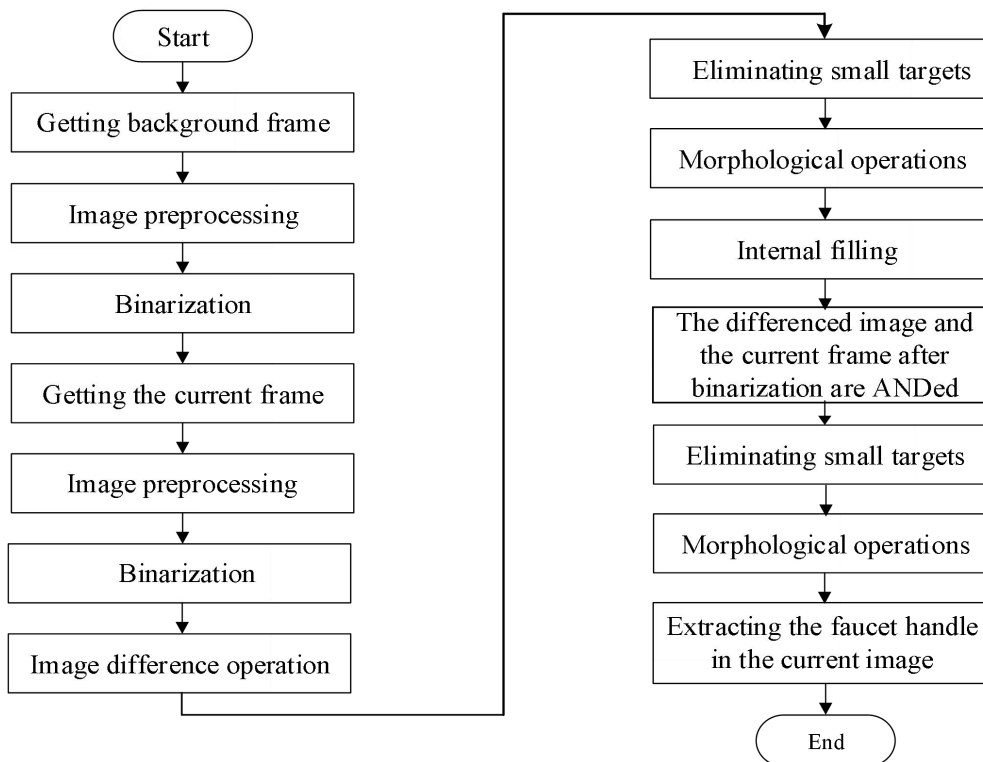 Start
Getting background frame
Image preprocessing
Binarization
Getting the current frame
Image preprocessing
Binarization
Image difference operation
Eliminating small targets
Morphological operations
Internal filling
The differenced image and
the current frame after
binarization are ANDed
Eliminating small targets
Morphological operations
Extracting the faucet handle
in the current image
End